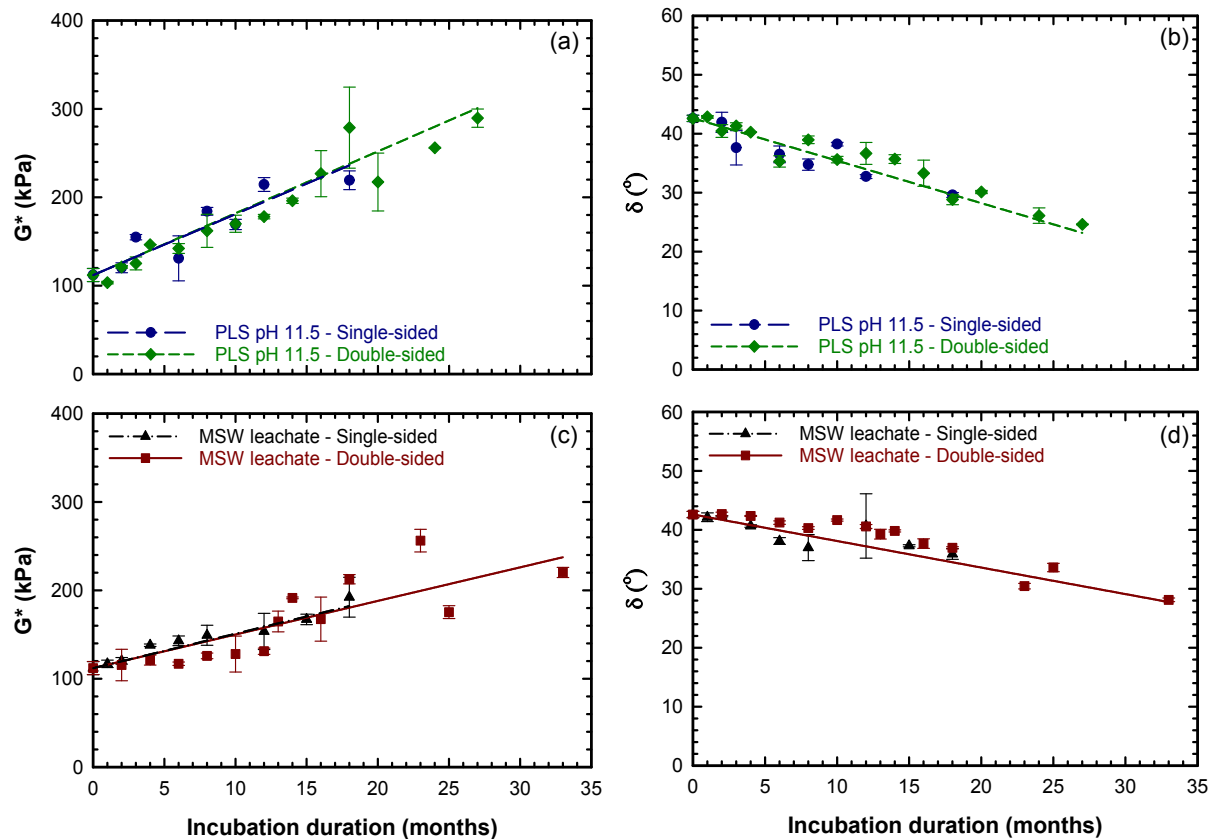 400
300
200
100
0
G* (kPa)
(a)
PLS pH 11.5 - Single-sided
PLS pH 11.5 - Double-sided
60
50
40
30
20
10
0
δ (°)
(b)
PLS pH 11.5 - Single-sided
PLS pH 11.5 - Double-sided
400
300
200
100
0
G* (kPa)
MSW leachate - Single-sided
MSW leachate - Double-sided
(c)
0 5 10 15 20 25 30 35
Incubation duration (months)
60
50
40
30
20
10
0
δ (°)
MSW leachate - Single-sided
MSW leachate - Double-sided
(d)
0 5 10 15 20 25 30 35
Incubation duration (months)